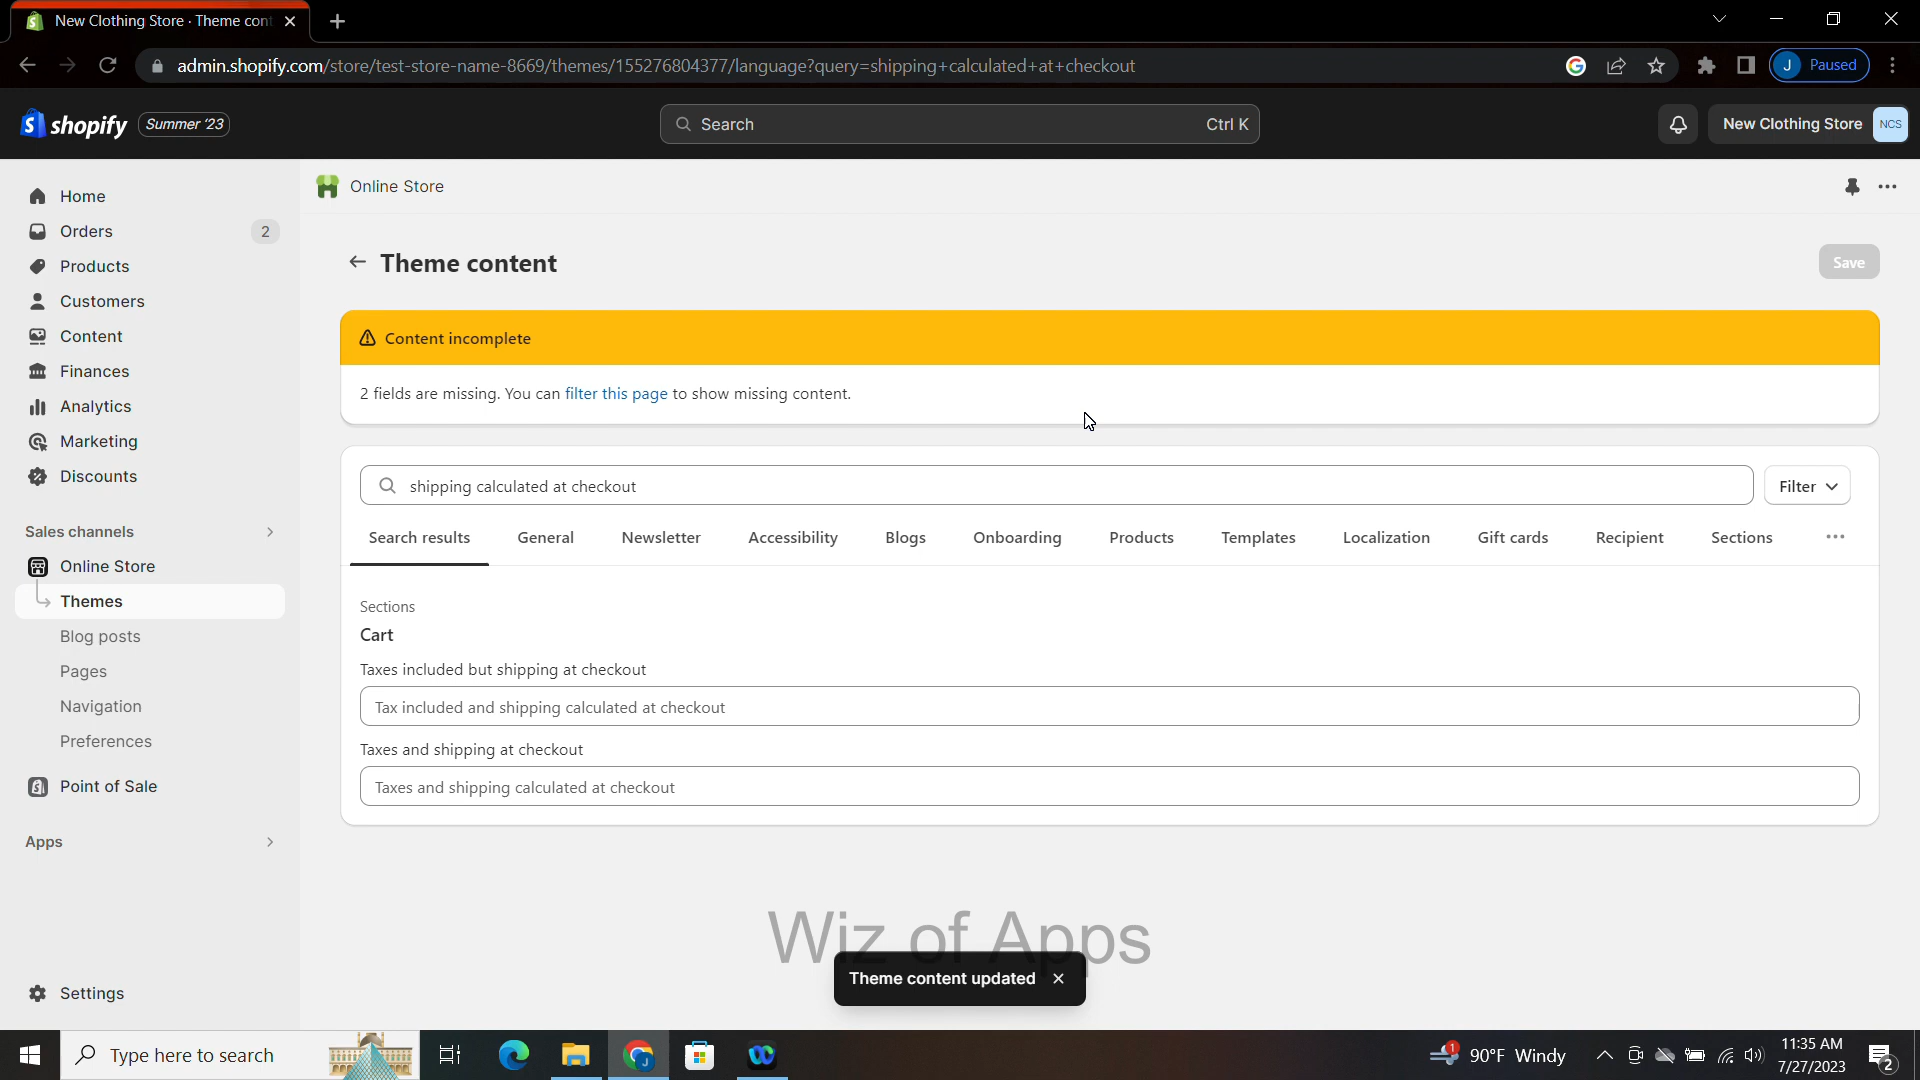 New Clothing Store · Theme cont
admin.shopify.com/store/test-store-name-8669/themes/155276804377/language?query=shipping+calculated+at+checkout
J Paused
shopify Summer '23
Search Ctrl K
New Clothing Store NCS
Home
Orders 2
Products
Customers
Content
Finances
Analytics
Marketing
Discounts
Sales channels
Online Store
Themes
Blog posts
Pages
Navigation
Preferences
Point of Sale
Apps
Settings
Online Store
Theme content
Save
Content incomplete
2 fields are missing. You can filter this page to show missing content.
shipping calculated at checkout
Filter
Search results General Newsletter Accessibility Blogs Onboarding Products Templates Localization Gift cards Recipient Sections
Sections
Cart
Taxes included but shipping at checkout
Tax included and shipping calculated at checkout
Taxes and shipping at checkout
Taxes and shipping calculated at checkout
Wiz of Apps
Theme content updated
Type here to search
J
1
90°F Windy
11:35 AM
7/27/2023
2